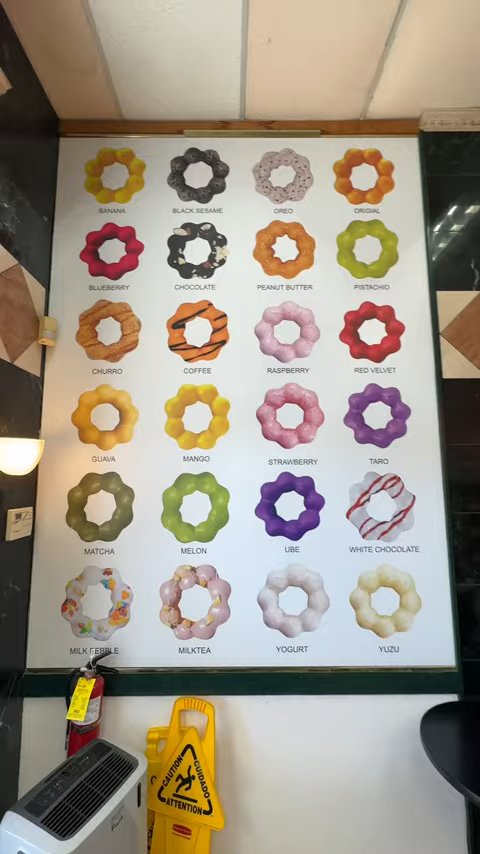 BANANA
BLACK SESAME
OREO
ORIGIAL
BLUEBERRY
CHOCOLATE
PEANUT BUTTER
PISTACHIO
CHURRO
COFFEE
RASPBERRY
RED VELVET
GUAVA
MANGO
STRAWBERRY
TARO
MATCHA
MELON
UBE
WHITE CHOCOLATE
MILK PEBBLE
MILKTEA
YOGURT
YUZU
CAUTION
CUIDADO
ATTENTION